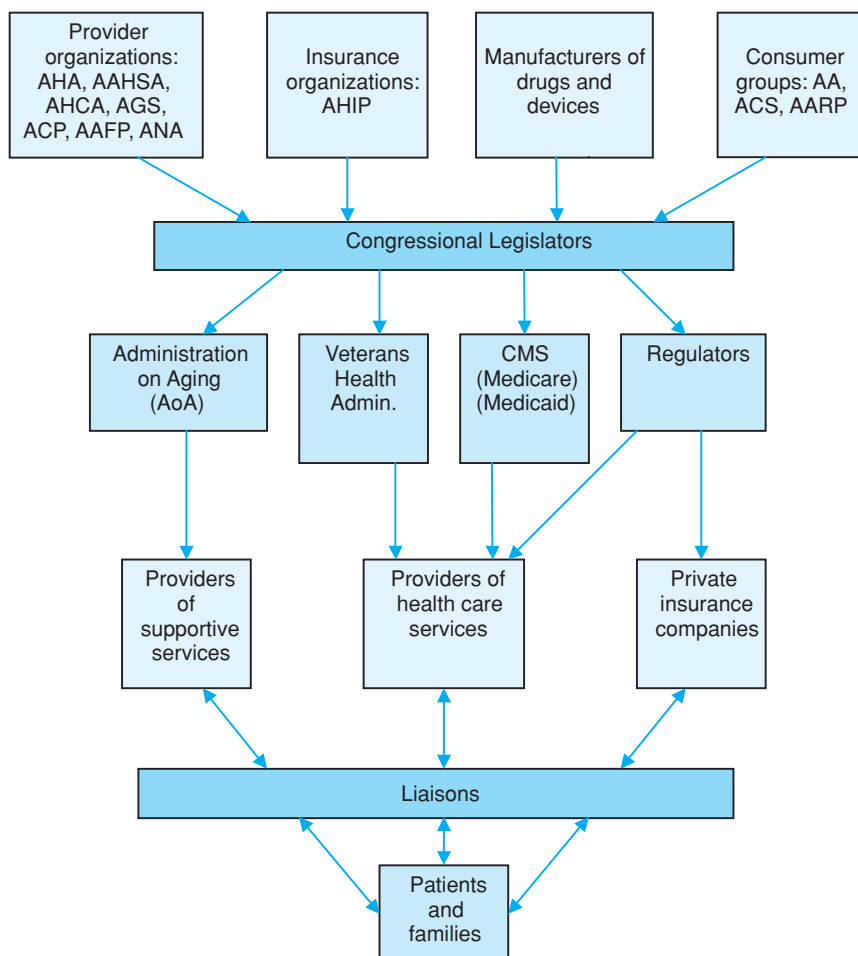 Provider
organizations:
AHA, AAHSA,
AHCA, AGS,
ACP, AAFP, ANA
Insurance
organizations:
AHIP
Manufacturers of
drugs and
devices
Consumer
groups: AA,
ACS, AARP
Congressional Legislators
Administration
on Aging
(AoA)
Veterans
Health
Admin.
CMS
(Medicare)
(Medicaid)
Regulators
Providers
of
supportive
services
Providers of
health care
services
Private
insurance
companies
Liaisons
Patients
and
families